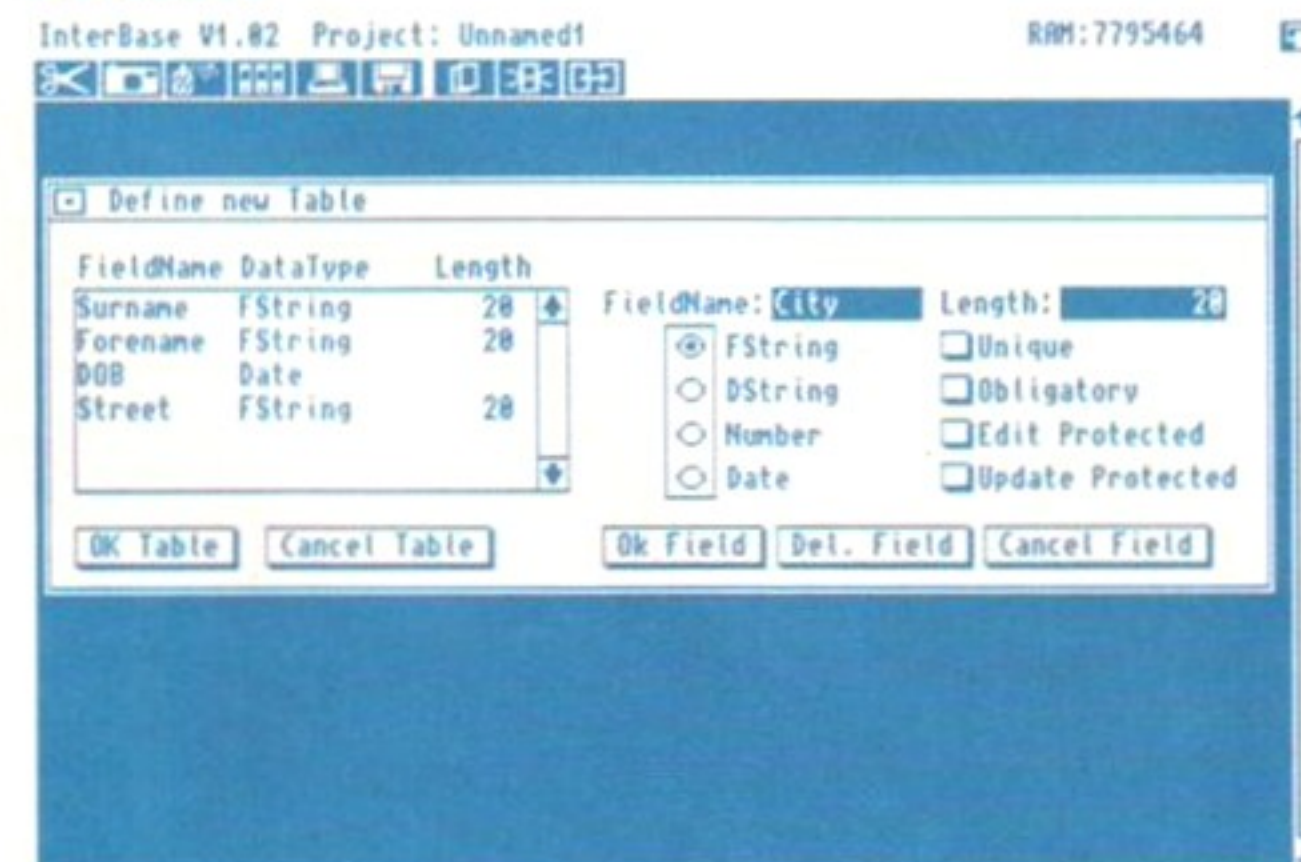 InterBase V1.02 Project: Unnamed1 RAM:7795464
Define new Table
FieldName DataType Length
Surname FString 20
Forename FString 20
DOB Date
Street FString 20
FieldName: City Length: 20
FString Unique
DString Obligatory
Number Edit Protected
Date Update Protected
OK Table Cancel Table Ok Field Del. Field Cancel Field